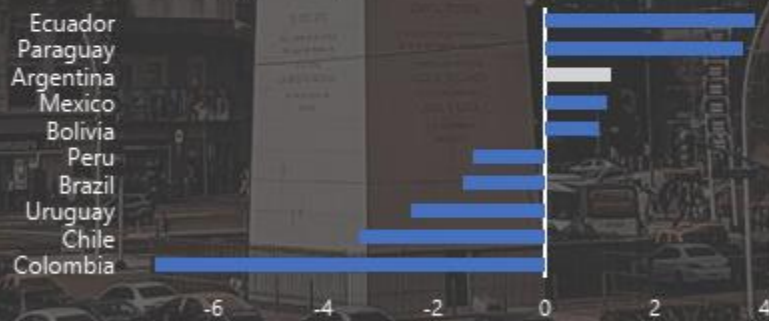 Ecuador
Paraguay
Argentina
Mexico
Bolivia
Peru
Brazil
Uruguay
Chile
Colombia
-6 -4 -2 0 2 4